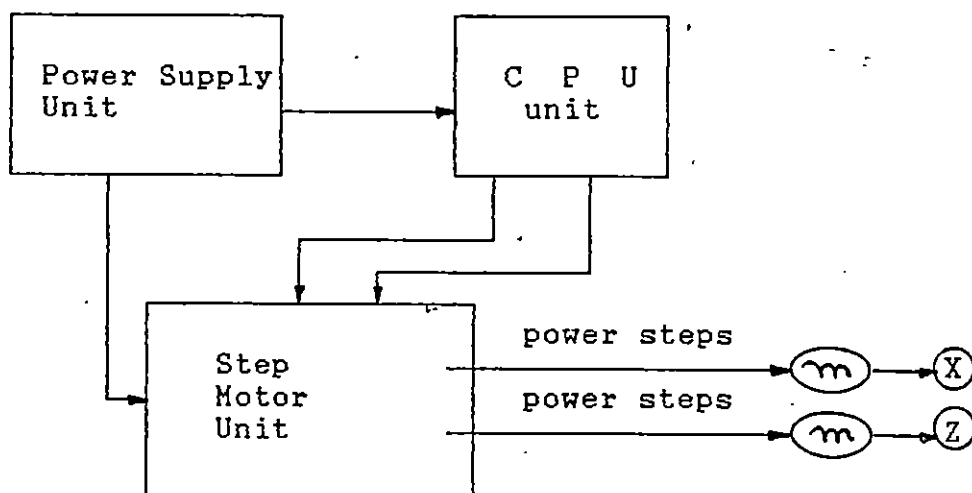 Power Supply
Unit
C P U
unit
Step
Motor
Unit
power steps
m
X
power steps
m
Z